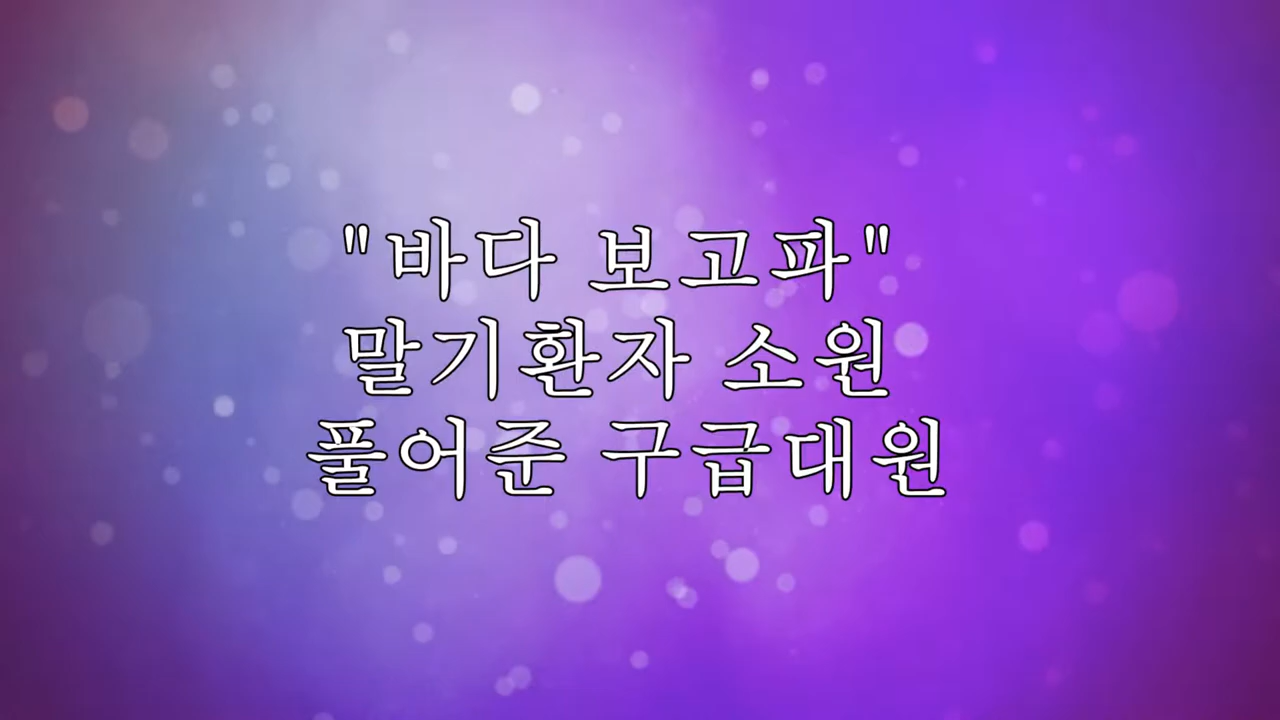 "바다 보고파"
말기환자 소원
풀어준 구급대원